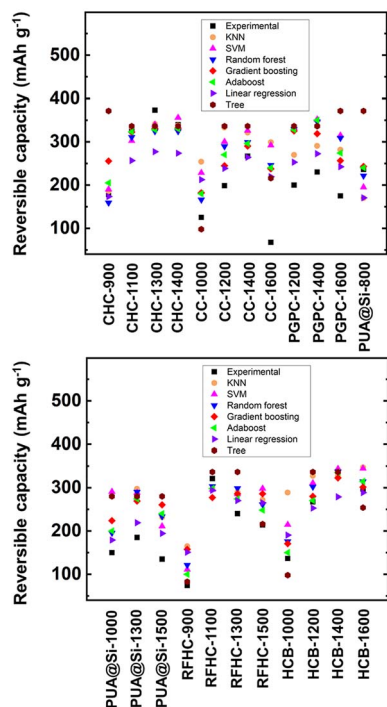 Reversible capacity (mAh g⁻¹)
500
400
300
200
100
Experimental
KNN
SVM
Random forest
Gradient boosting
Adaboost
Linear regression
Tree
CHC-900
CHC-1100
CHC-1300
CHC-1400
CC-1000
CC-1200
CC-1400
CC-1600
PGPC-1200
PGPC-1400
PGPC-1600
PUA@Si-800
Reversible capacity (mAh g⁻¹)
500
400
300
200
100
Experimental
KNN
SVM
Random forest
Gradient boosting
Adaboost
Linear regression
Tree
PUA@Si-1000
PUA@Si-1300
PUA@Si-1500
RFHC-900
RFHC-1100
RFHC-1300
RFHC-1500
HCB-1000
HCB-1200
HCB-1400
HCB-1600